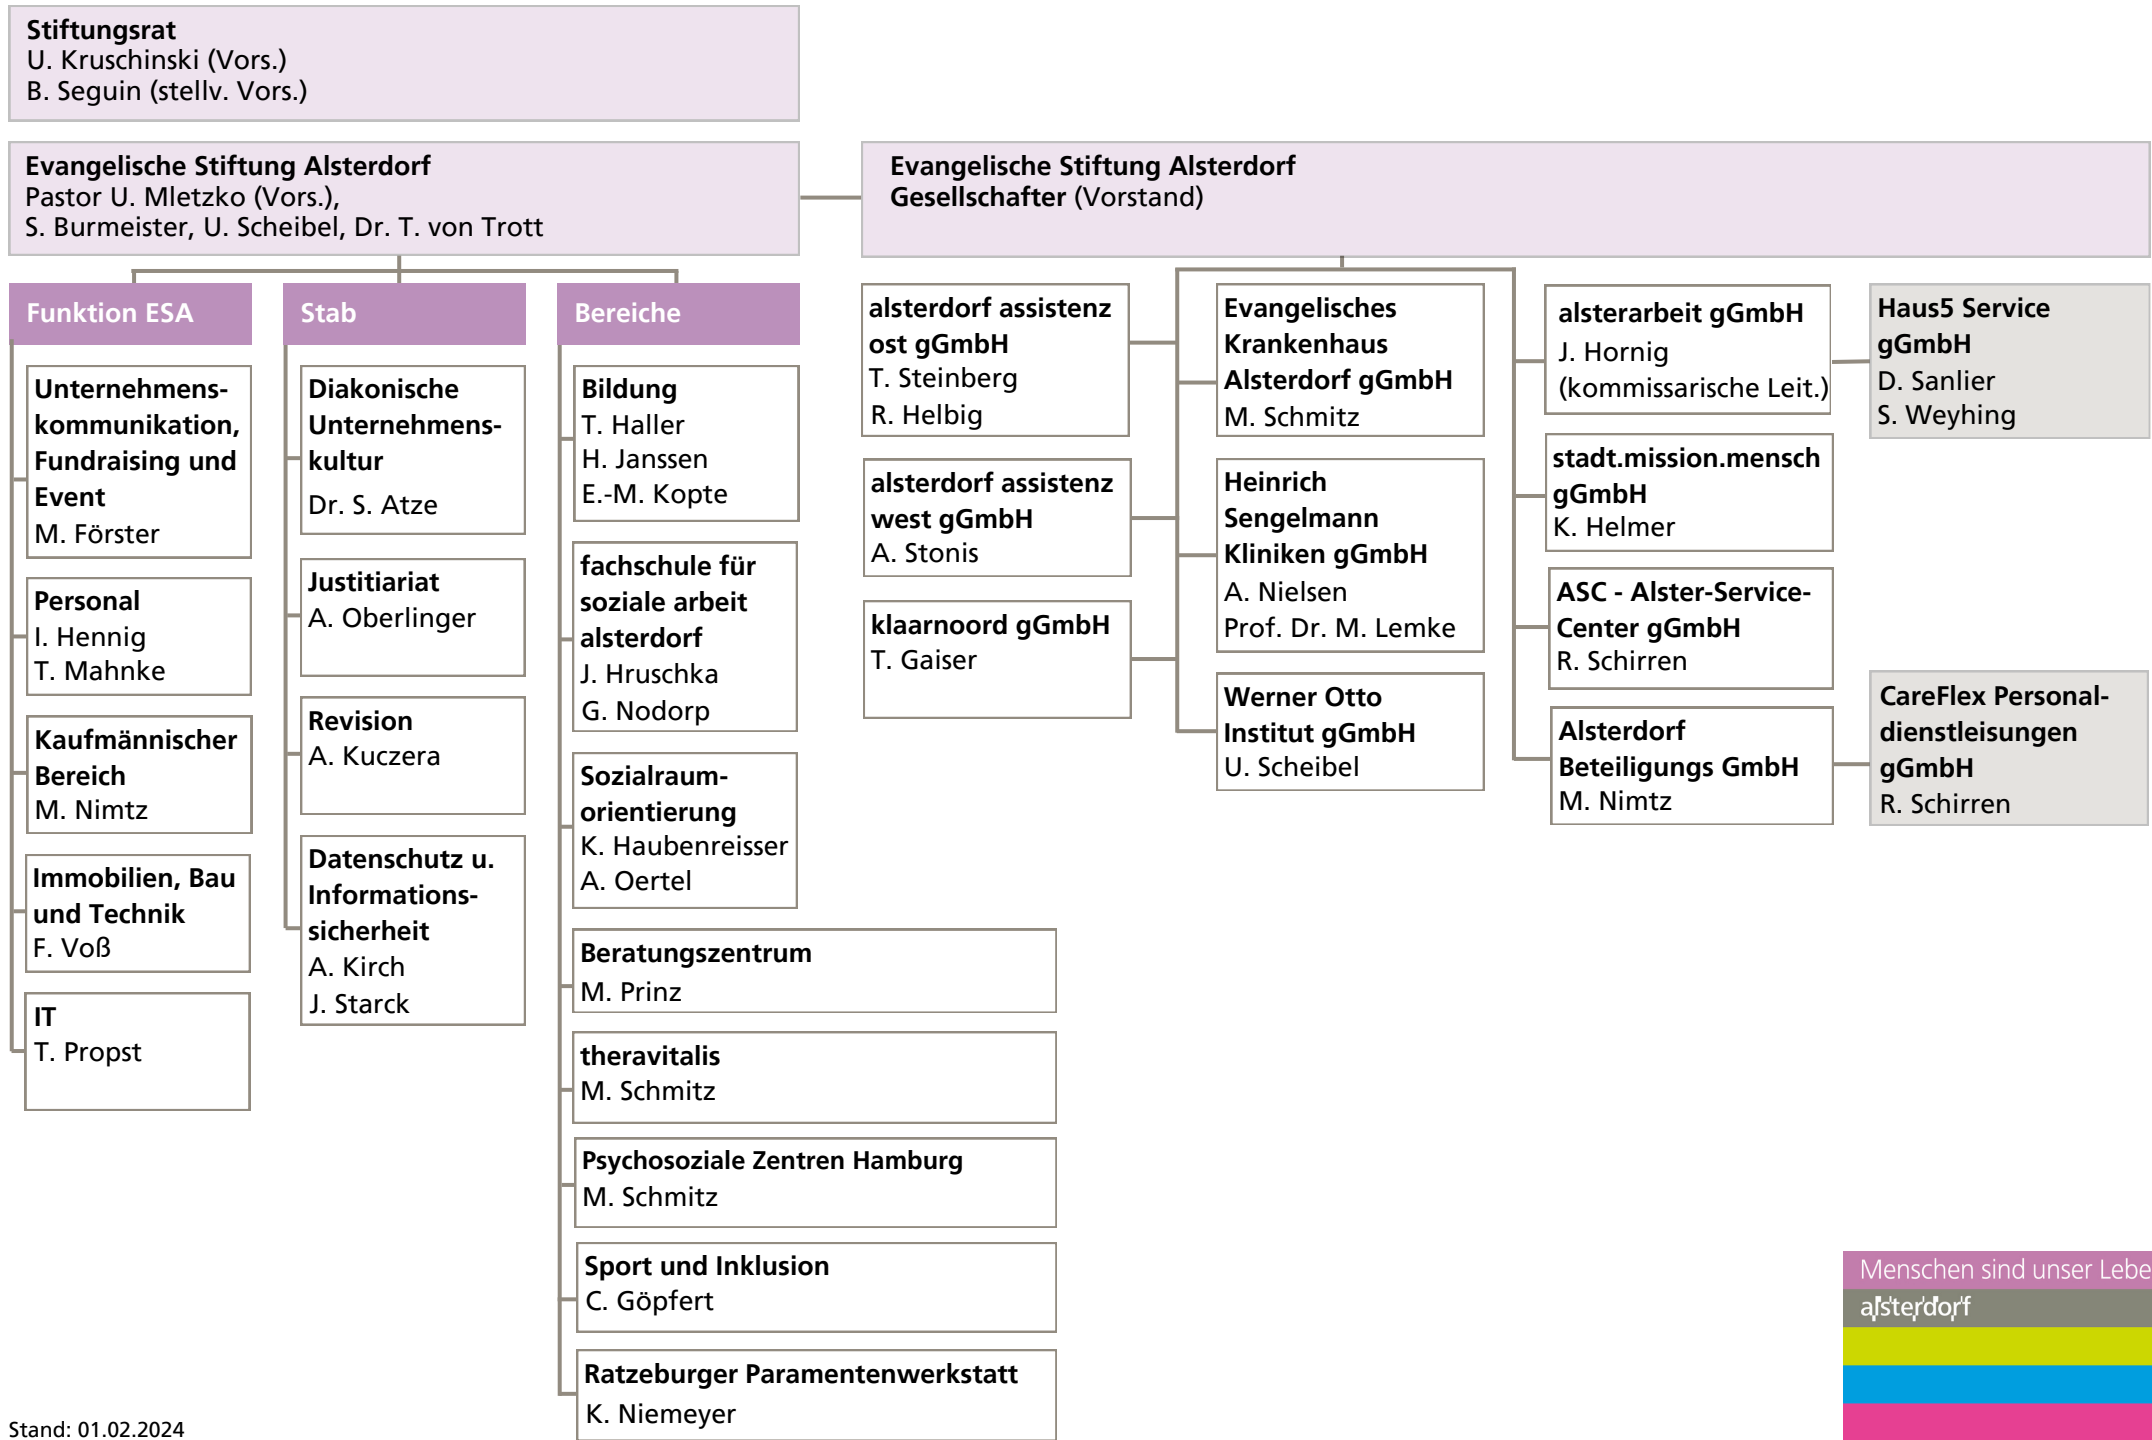 Stiftungsrat
U. Kruschinski (Vors.)
B. Seguin (stellv. Vors.)
Evangelische Stiftung Alsterdorf
Pastor U. Mletzko (Vors.),
S. Burmeister, U. Scheibel, Dr. T. von Trott
Evangelische Stiftung Alsterdorf
Gesellschafter (Vorstand)
Funktion ESA
Unternehmens-
kommunikation,
Fundraising und
Event
M. Förster
Personal
I. Hennig
T. Mahnke
Kaufmännischer
Bereich
M. Nimtz
Immobilien, Bau
und Technik
F. Voß
IT
T. Propst
Stab
Diakonische
Unternehmens-
kultur
Dr. S. Atze
Justitiariat
A. Oberlinger
Revision
A. Kuczera
Datenschutz u.
Informations-
sicherheit
A. Kirch
J. Starck
Bereiche
Bildung
T. Haller
H. Janssen
E.-M. Kopte
fachschule für
soziale arbeit
alsterdorf
J. Hruschka
G. Nodorp
Sozialraum-
orientierung
K. Haubenreisser
A. Oertel
Beratungszentrum
M. Prinz
theravitalis
M. Schmitz
Psychosoziale Zentren Hamburg
M. Schmitz
Sport und Inklusion
C. Göpfert
Ratzeburger Paramentenwerkstatt
K. Niemeyer
alsterdorf assistenz
ost gGmbH
T. Steinberg
R. Helbig
alsterdorf assistenz
west gGmbH
A. Stonis
klaarnoord gGmbH
T. Gaiser
Evangelisches
Krankenhaus
Alsterdorf gGmbH
M. Schmitz
Heinrich
Sengelmann
Kliniken gGmbH
A. Nielsen
Prof. Dr. M. Lemke
Werner Otto
Institut gGmbH
U. Scheibel
alsterarbeit gGmbH
J. Hornig
(kommissarische Leit.)
stadt.mission.mensch
gGmbH
K. Helmer
ASC - Alster-Service-
Center gGmbH
R. Schirren
Alsterdorf
Beteiligungs GmbH
M. Nimtz
Haus5 Service
gGmbH
D. Sanlier
S. Weyhing
CareFlex Personal-
dienstleisungen
gGmbH
R. Schirren
Menschen sind unser Lebe
alsterdorf
Stand: 01.02.2024